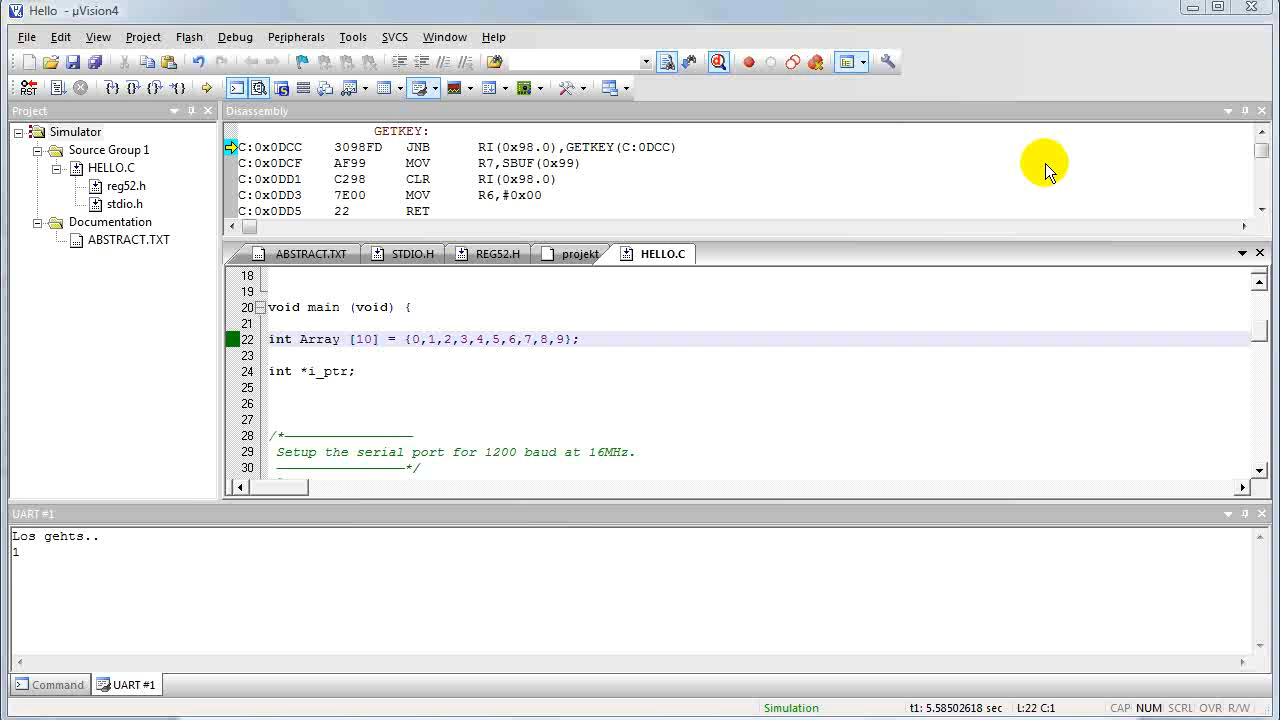 Hello - µVision4
File Edit View Project Flash Debug Peripherals Tools SVCS Window Help
RST
Project
Simulator
Source Group 1
HELLO.C
reg52.h
stdio.h
Documentation
ABSTRACT.TXT
Disassembly
GETKEY:
C:0x0DCC 3098FD JNB RI(0x98.0),GETKEY(C:0DCC)
C:0x0DCF AF99 MOV R7,SBUF(0x99)
C:0x0DD1 C298 CLR RI(0x98.0)
C:0x0DD3 7E00 MOV R6,#0x00
C:0x0DD5 22 RET
ABSTRACT.TXT STDIO.H REG52.H projekt HELLO.C
18
19
20 void main (void) {
21
22 int Array [10] = {0,1,2,3,4,5,6,7,8,9};
23
24 int *i_ptr;
25
26
27
28 /*————————————————
29 Setup the serial port for 1200 baud at 16MHz.
30 ————————————————*/
UART #1
Los gehts..
1
Command UART #1
Simulation t1: 5.58502618 sec L:22 C:1 CAP NUM SCRL OVR R/W